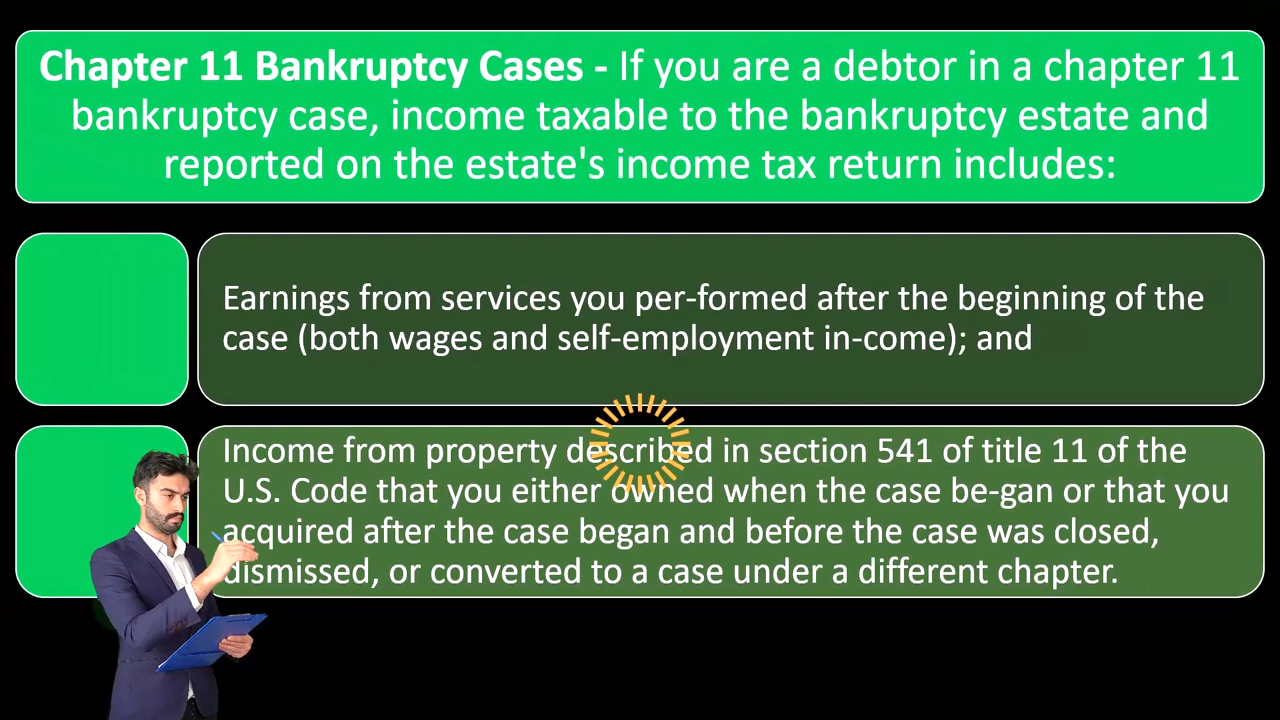 Chapter 11 Bankruptcy Cases - If you are a debtor in a chapter 11
bankruptcy case, income taxable to the bankruptcy estate and
reported on the estate's income tax return includes:
Earnings from services you per-formed after the beginning of the
case (both wages and self-employment in-come); and
Income from property described in section 541 of title 11 of the
U.S. Code that you either owned when the case be-gan or that you
acquired after the case began and before the case was closed,
dismissed, or converted to a case under a different chapter.